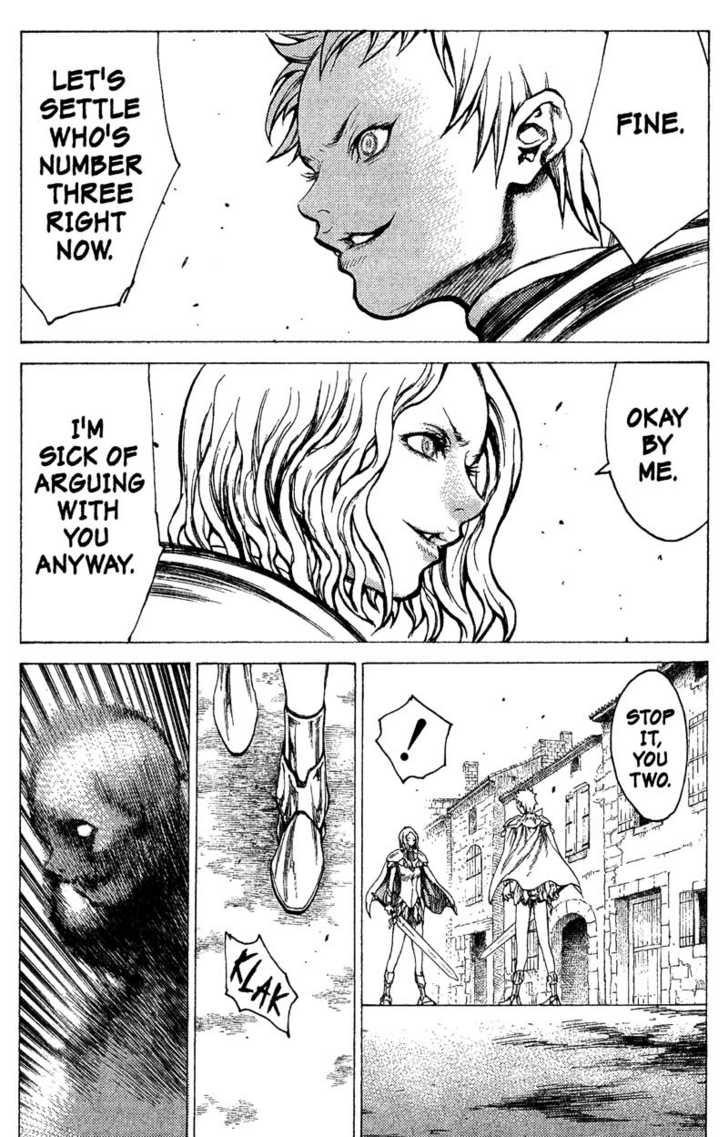 FINE.
LET'S
SETTLE
WHO'S
NUMBER
THREE
RIGHT
NOW.
OKAY
BY
ME.
I'M
SICK OF
ARGUING
WITH
YOU
ANYWAY.
STOP
IT,
YOU
TWO.
!
KLAK